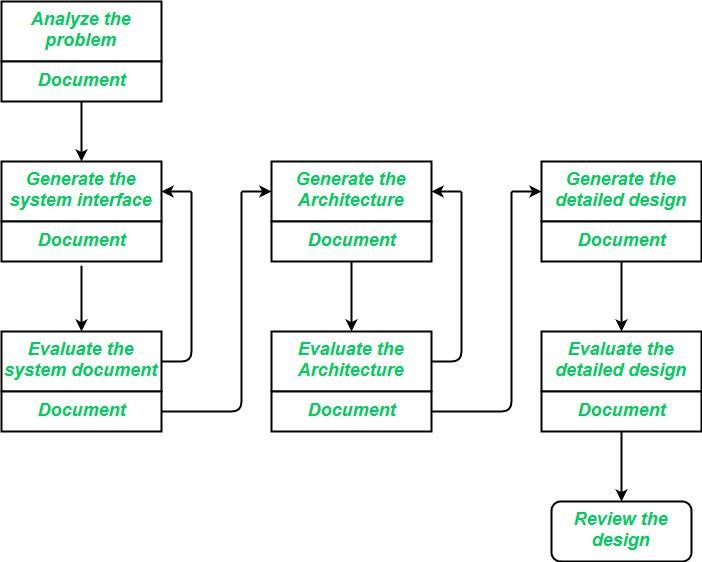 Analyze the
problem
Document
Generate the
system interface
Document
Evaluate the
system document
Document
Generate the
Architecture
Document
Evaluate the
Architecture
Document
Generate the
detailed design
Document
Evaluate the
detailed design
Document
Review the
design